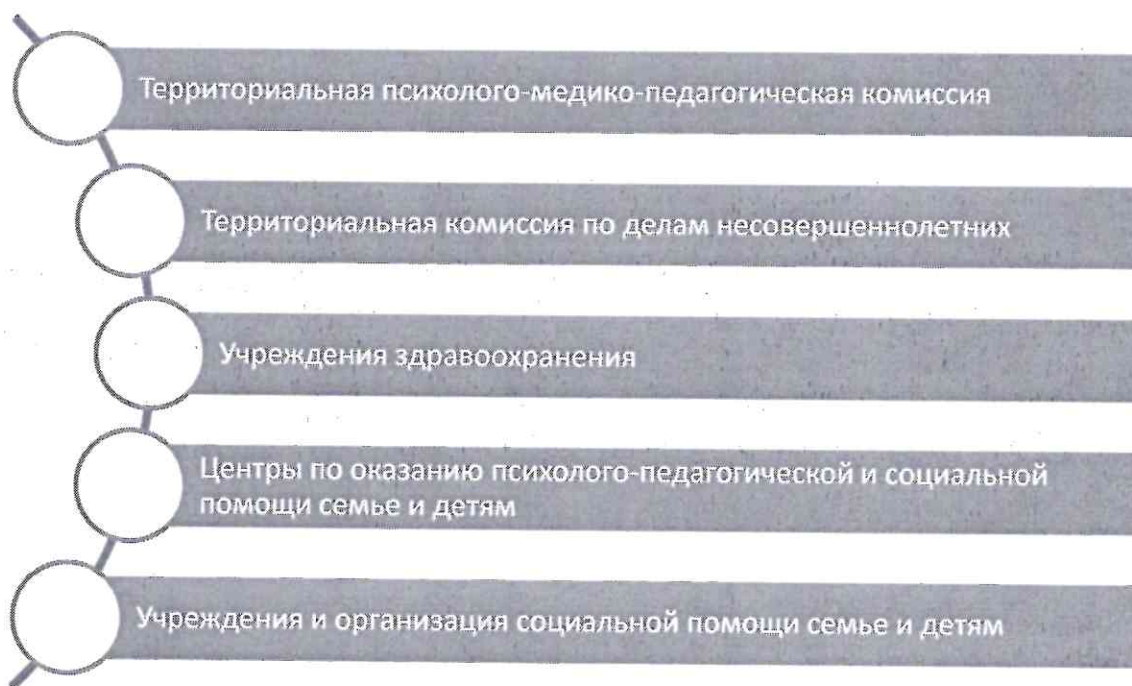 Территориальная психолого-медико-педагогическая комиссия
Территориальная комиссия по делам несовершеннолетних
Учреждения здравоохранения
Центры по оказанию психолого-педагогической и социальной
помощи семье и детям
Учреждения и организация социальной помощи семье и детям